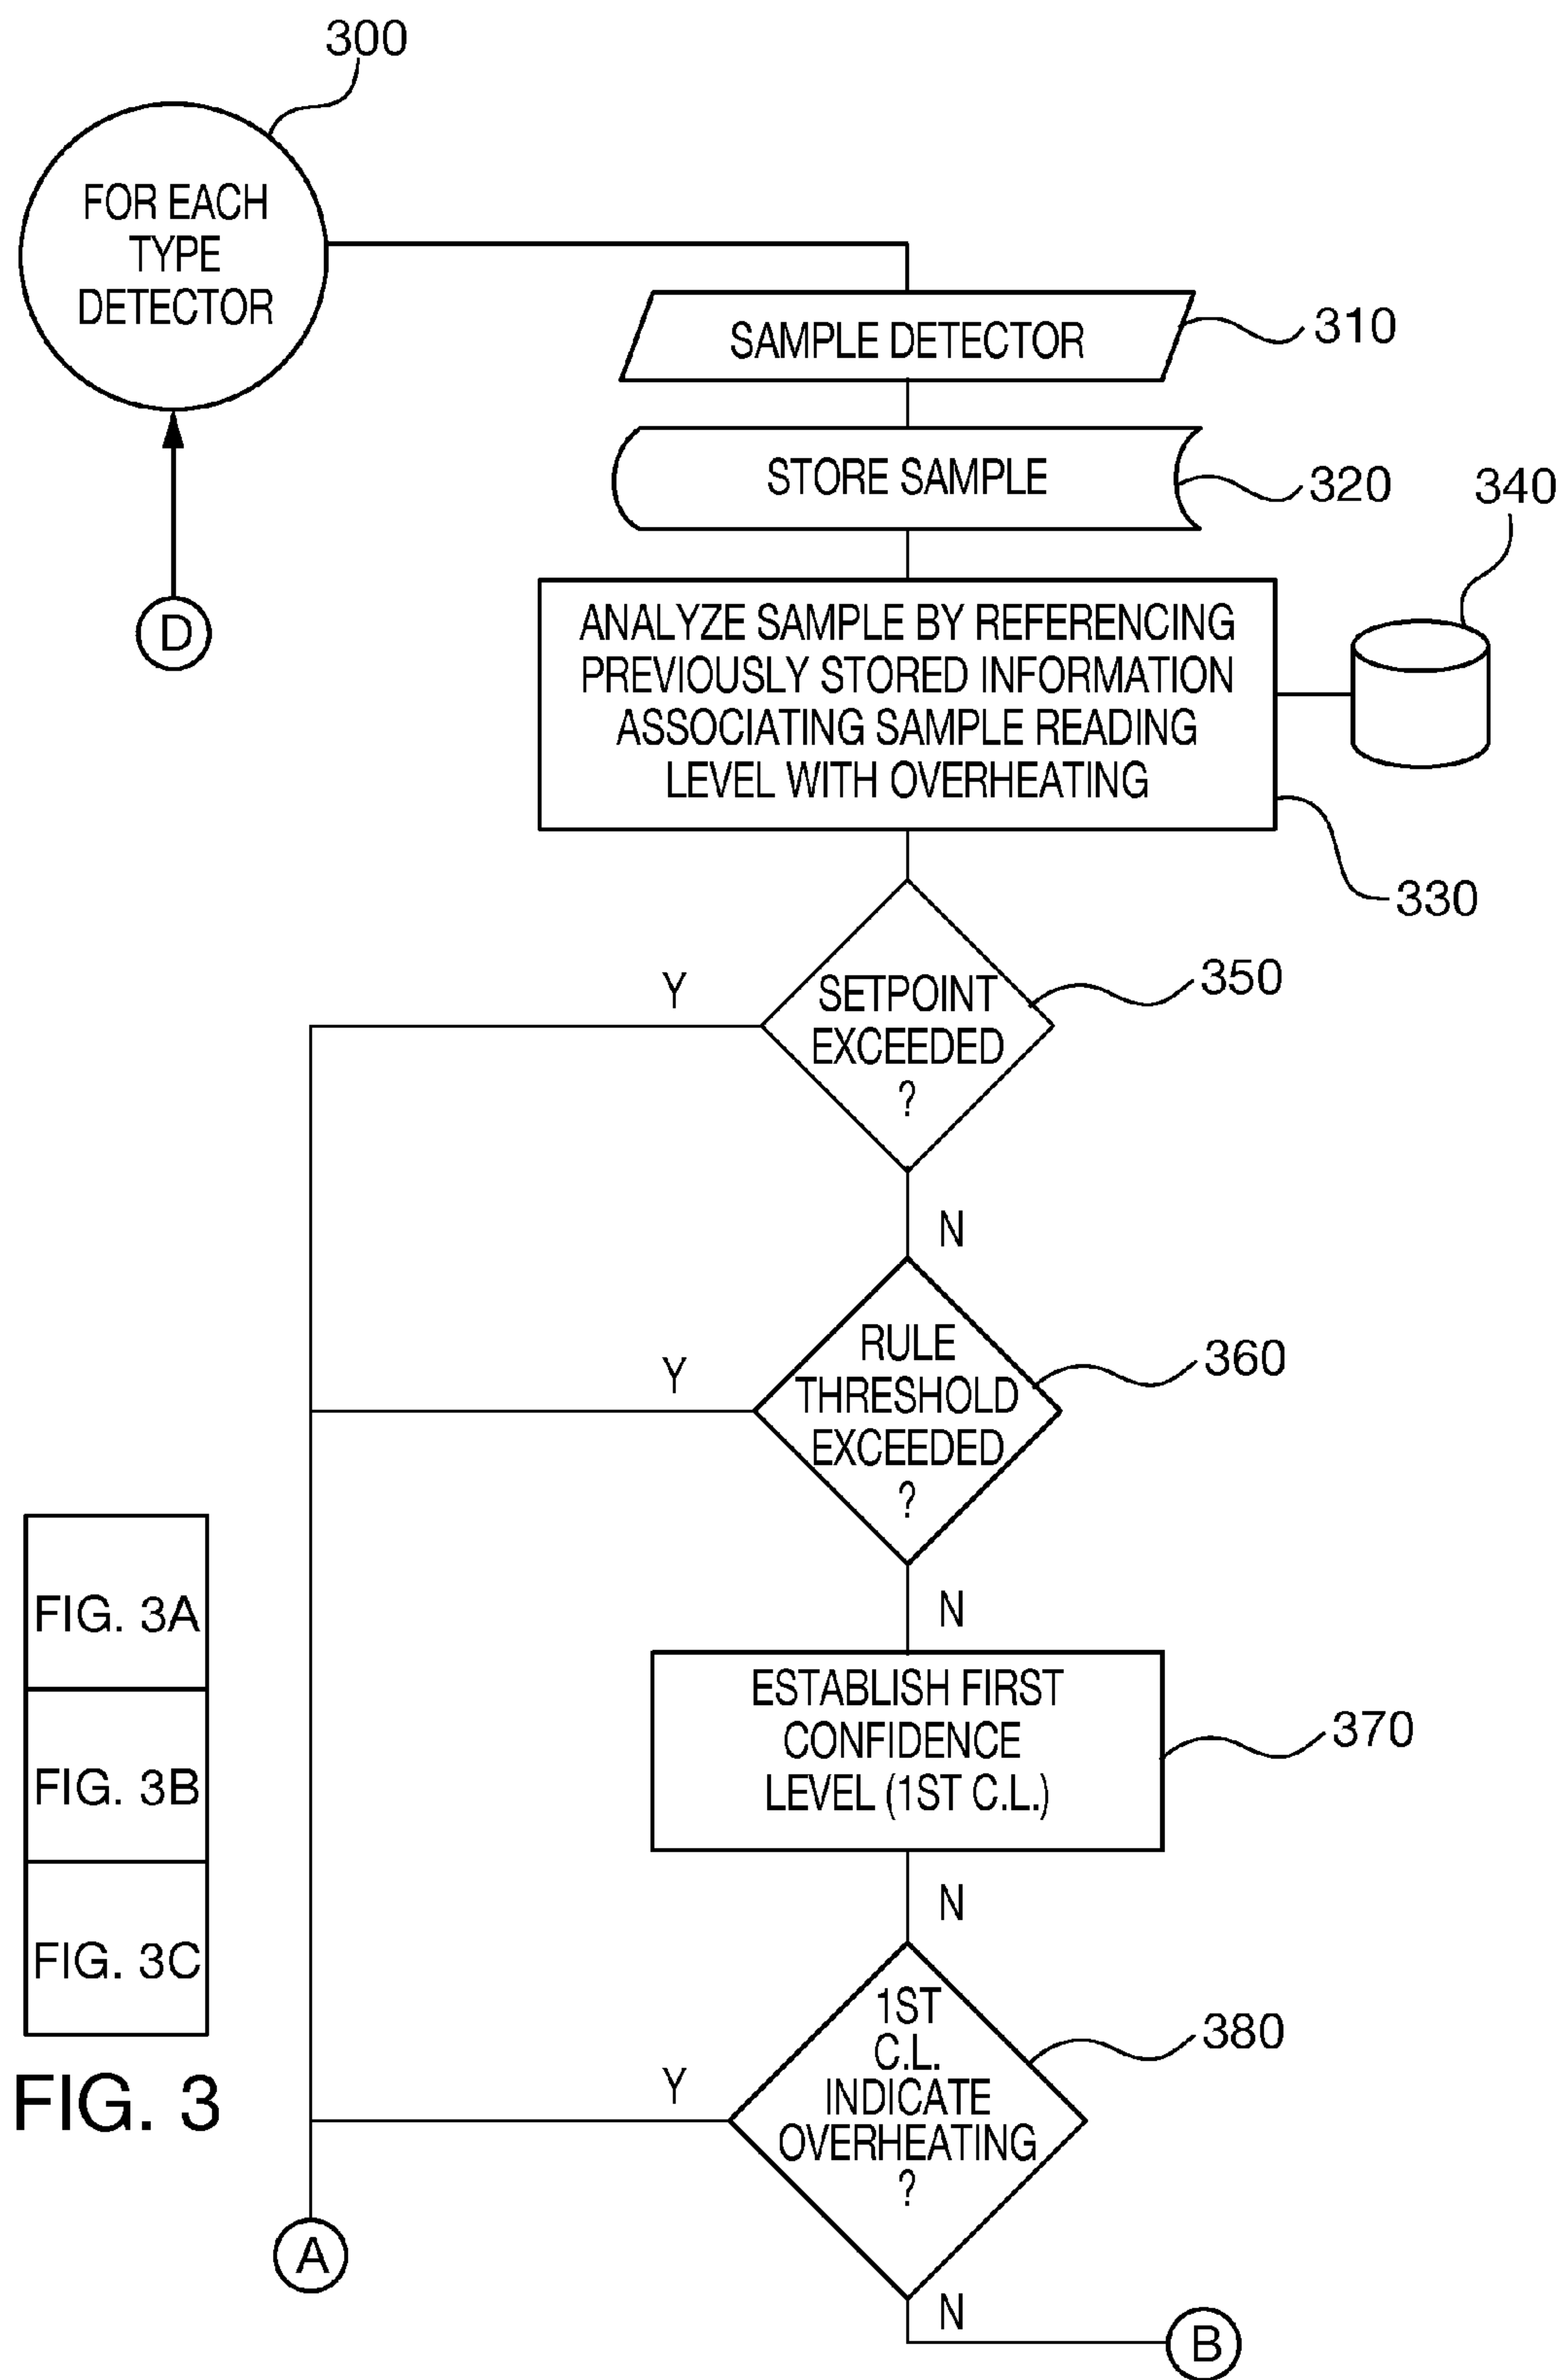 300
FOR EACH
TYPE
DETECTOR
SAMPLE DETECTOR
310
STORE SAMPLE
320
340
D
ANALYZE SAMPLE BY REFERENCING
PREVIOUSLY STORED INFORMATION
ASSOCIATING SAMPLE READING
LEVEL WITH OVERHEATING
330
Y
SETPOINT
EXCEEDED
?
350
N
Y
RULE
THRESHOLD
EXCEEDED
?
360
N
ESTABLISH FIRST
CONFIDENCE
LEVEL (1ST C.L.)
370
N
Y
1ST
C.L.
INDICATE
OVERHEATING
?
380
N
A
B
FIG. 3A
FIG. 3B
FIG. 3C
FIG. 3